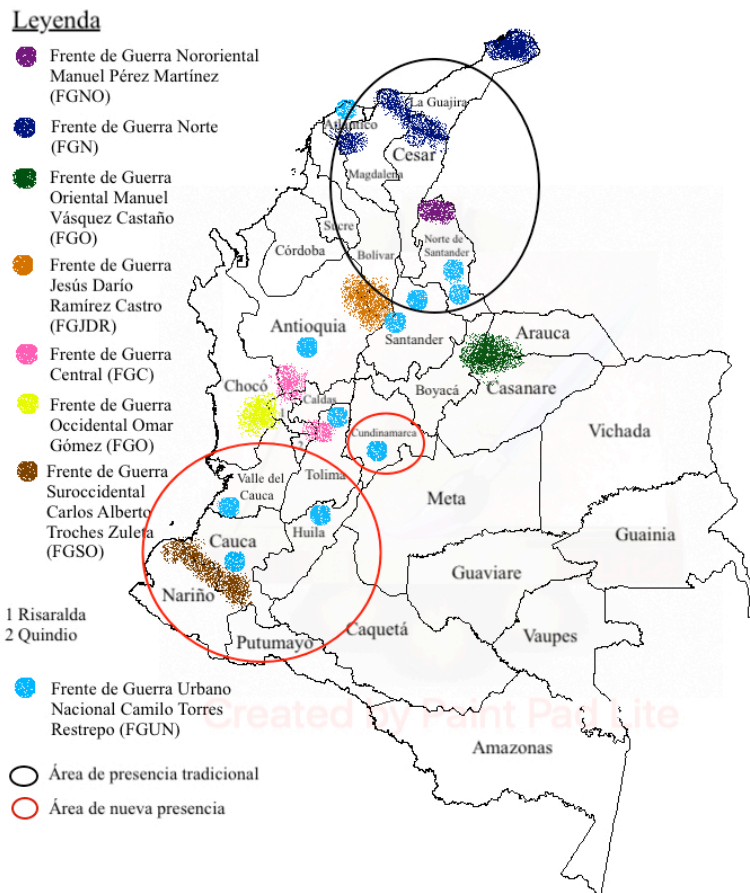 Leyenda
Frente de Guerra Nororiental
Manuel Pérez Martínez
(FGNO)
Frente de Guerra Norte
(FGN)
Frente de Guerra
Oriental Manuel
Vásquez Castaño
(FGO)
Frente de Guerra
Jesús Darío
Ramírez Castro
(FGJDR)
Frente de Guerra
Central (FGC)
Frente de Guerra
Occidental Omar
Gómez (FGO)
Frente de Guerra
Suroccidental
Carlos Alberto
Troches Zuleta
(FGSO)
1 Risaralda
2 Quindio
Frente de Guerra Urbano
Nacional Camilo Torres
Restrepo (FGUN)
Área de presencia tradicional
Área de nueva presencia
La Guajira
Atlántico
Cesar
Magdalena
Sucre
Córdoba
Bolívar
Norte de
Santander
Antioquia
Santander
Arauca
Chocó
Caldas
Boyacá
Casanare
1
2
Cundinamarca
Vichada
Tolima
Valle del
Cauca
Meta
Huila
Cauca
Guainia
Guaviare
Nariño
Caquetá
Vaupes
Putumayo
Amazonas
Created by Paint Pad Lite